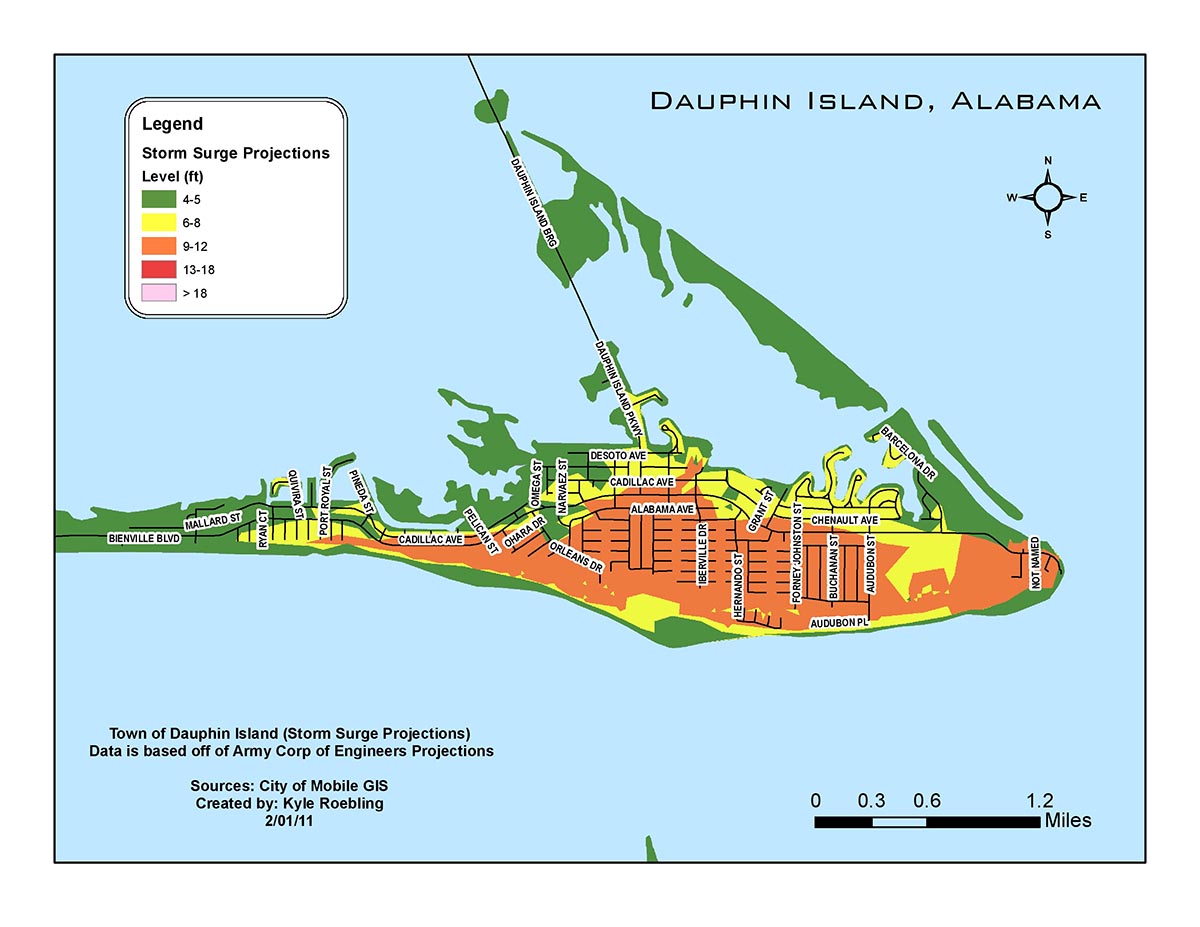 DAUPHIN ISLAND, ALABAMA
Legend
Storm Surge Projections
Level (ft)
4-5
6-8
9-12
13-18
> 18
N
W
E
S
DAUPHIN ISLAND BRG
DAUPHIN ISLAND PKWY
BARCELONA DR
DESOTO AVE
CADILLAC AVE
ALABAMA AVE
OMEGA ST
NARVAEZ ST
QUIVIRA ST
PORT ROYAL ST
PINEDA ST
MALLARD ST
RYAN CT
BIENVILLE BLVD
CADILLAC AVE
PELICAN ST
OHARA DR
ORLEANS DR
GRANT ST
CHENAULT AVE
IBERVILLE DR
HERNANDO ST
FORNEY JOHNSTON ST
BUCHANAN ST
AUDUBON ST
NOT NAMED
AUDUBON PL
Town of Dauphin Island (Storm Surge Projections)
Data is based off of Army Corp of Engineers Projections
Sources: City of Mobile GIS
Created by: Kyle Roebling
2/01/11
0 0.3 0.6 1.2
Miles